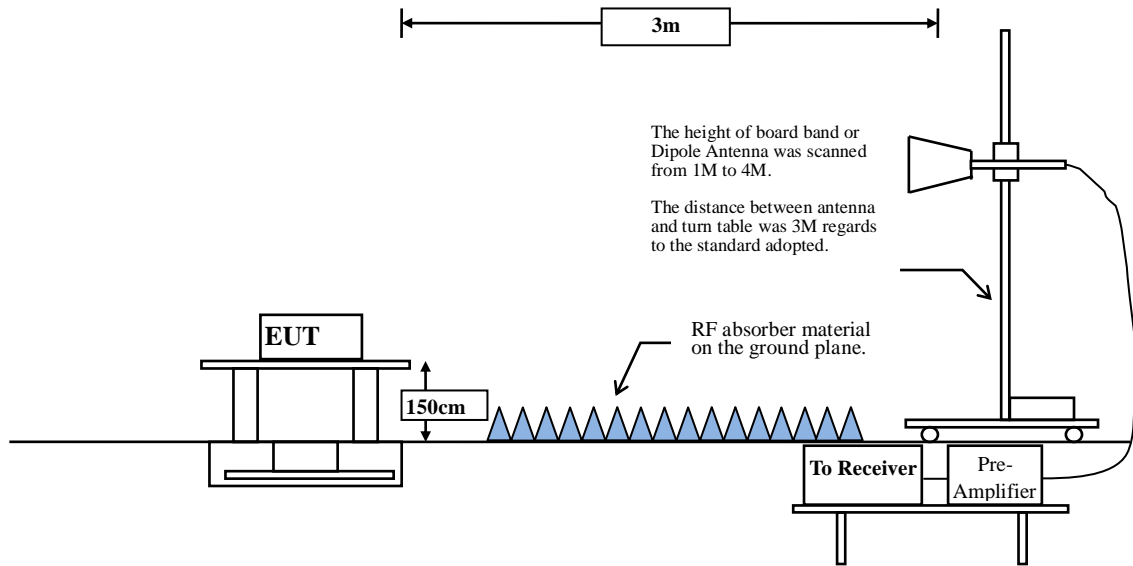 3m
The height of board band or
Dipole Antenna was scanned
from 1M to 4M.
The distance between antenna
and turn table was 3M regards
to the standard adopted.
EUT
RF absorber material
on the ground plane.
150cm
To Receiver
Pre-
Amplifier